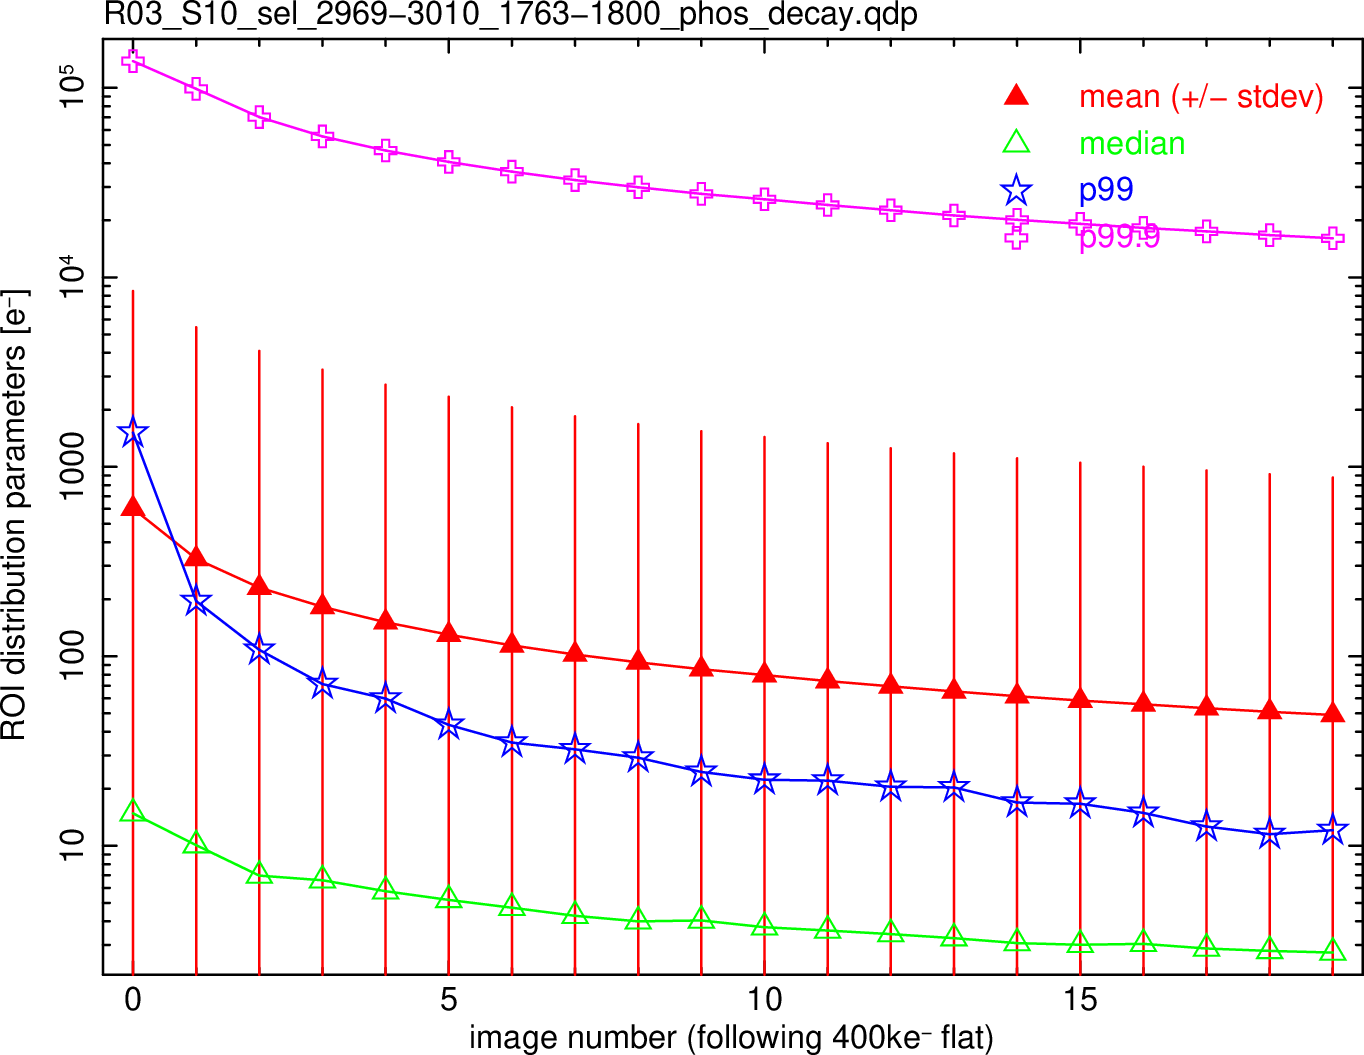 R03_S10_sel_2969−3010_1763−1800_phos_decay.qdp
ROI distribution parameters [e⁻]
10⁵
10⁴
1000
100
10
mean (+/− stdev)
median
p99
p99.9
0 5 10 15
image number (following 400ke⁻ flat)